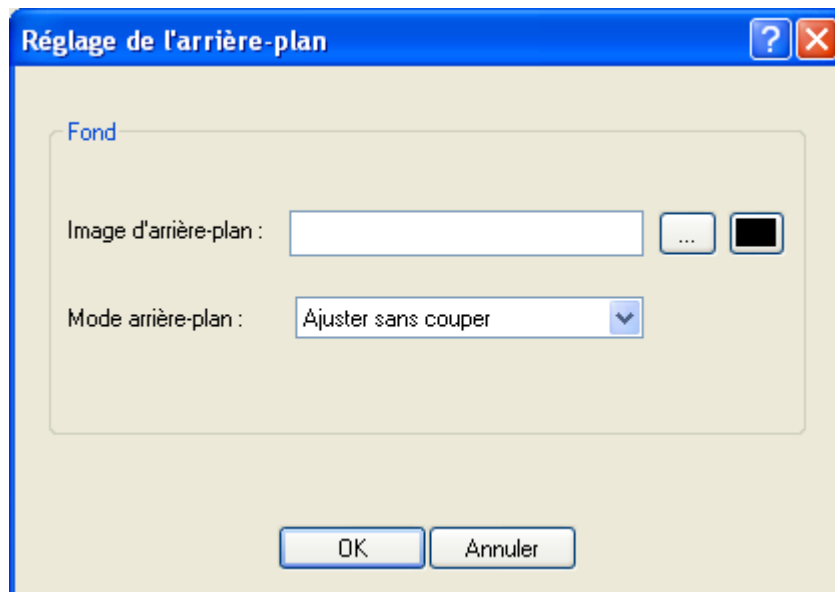 Réglage de l'arrière-plan
Fond
Image d'arrière-plan :
...
Mode arrière-plan :
Ajuster sans couper
OK
Annuler